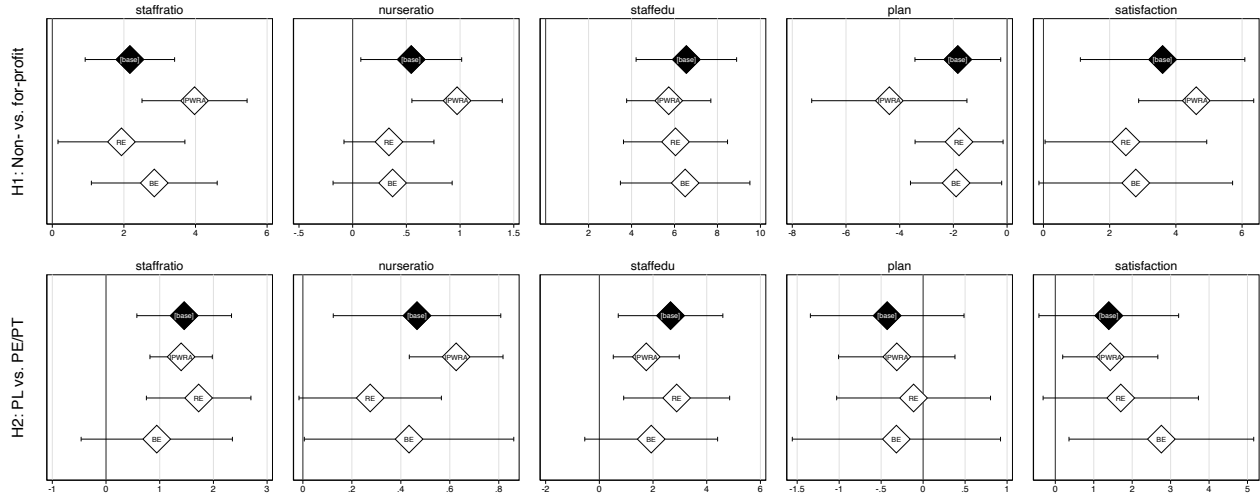 staffratio nurseratio staffedu plan satisfaction
H1: Non- vs. for-profit
[base] [base] [base] [base] [base]
IPWRA IPWRA IPWRA IPWRA IPWRA
RE RE RE RE RE
BE BE BE BE BE
0 2 4 6 -.5 0 .5 1 1.5 2 4 6 8 10 -8 -6 -4 -2 0 0 2 4 6
staffratio nurseratio staffedu plan satisfaction
H2: PL vs. PE/PT
[base] [base] [base] [base] [base]
IPWRA IPWRA IPWRA IPWRA IPWRA
RE RE RE RE RE
BE BE BE BE BE
-1 0 1 2 3 0 .2 .4 .6 .8 -2 0 2 4 6 -1.5 -1 -.5 0 .5 1 0 1 2 3 4 5